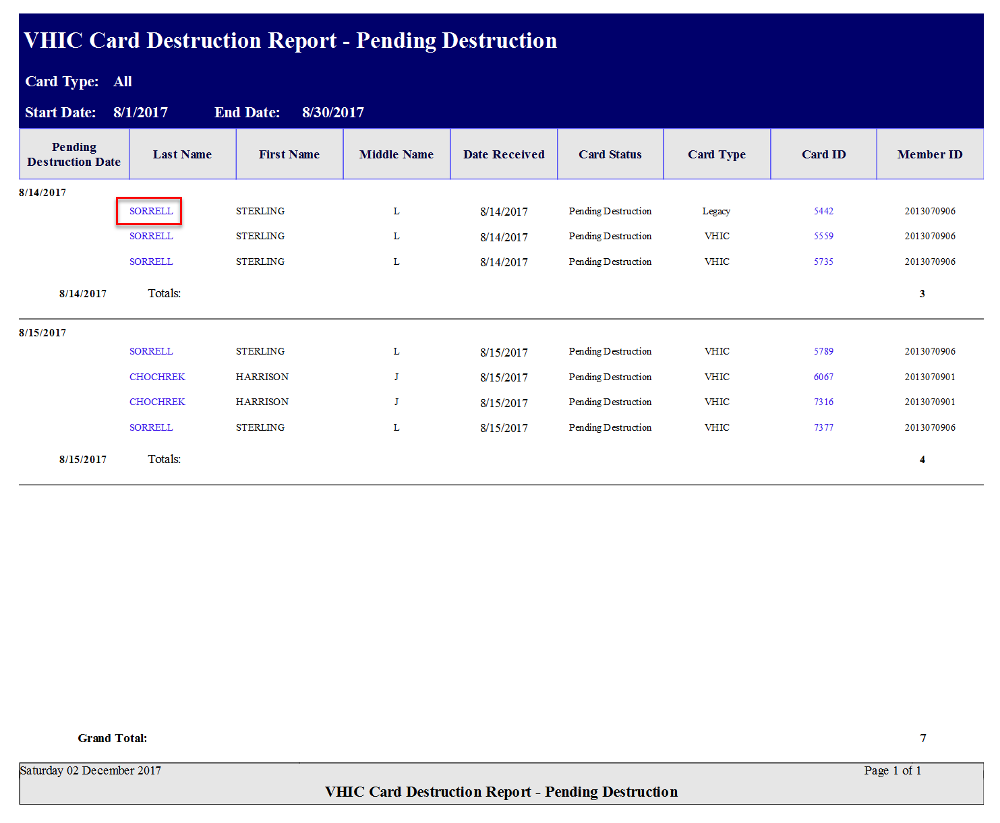 VHIC Card Destruction Report - Pending Destruction
Card Type: All
Start Date: 8/1/2017 End Date: 8/30/2017
Pending Destruction Date Last Name First Name Middle Name Date Received Card Status Card Type Card ID Member ID
8/14/2017
SORRELL STERLING L 8/14/2017 Pending Destruction Legacy 5442 2013070906
SORRELL STERLING L 8/14/2017 Pending Destruction VHIC 5559 2013070906
SORRELL STERLING L 8/14/2017 Pending Destruction VHIC 5735 2013070906
8/14/2017 Totals: 3
8/15/2017
SORRELL STERLING L 8/15/2017 Pending Destruction VHIC 5789 2013070906
CHOCHREK HARRISON J 8/15/2017 Pending Destruction VHIC 6067 2013070901
CHOCHREK HARRISON J 8/15/2017 Pending Destruction VHIC 7316 2013070901
SORRELL STERLING L 8/15/2017 Pending Destruction VHIC 7377 2013070906
8/15/2017 Totals: 4
Grand Total: 7
Saturday 02 December 2017 Page 1 of 1
VHIC Card Destruction Report - Pending Destruction